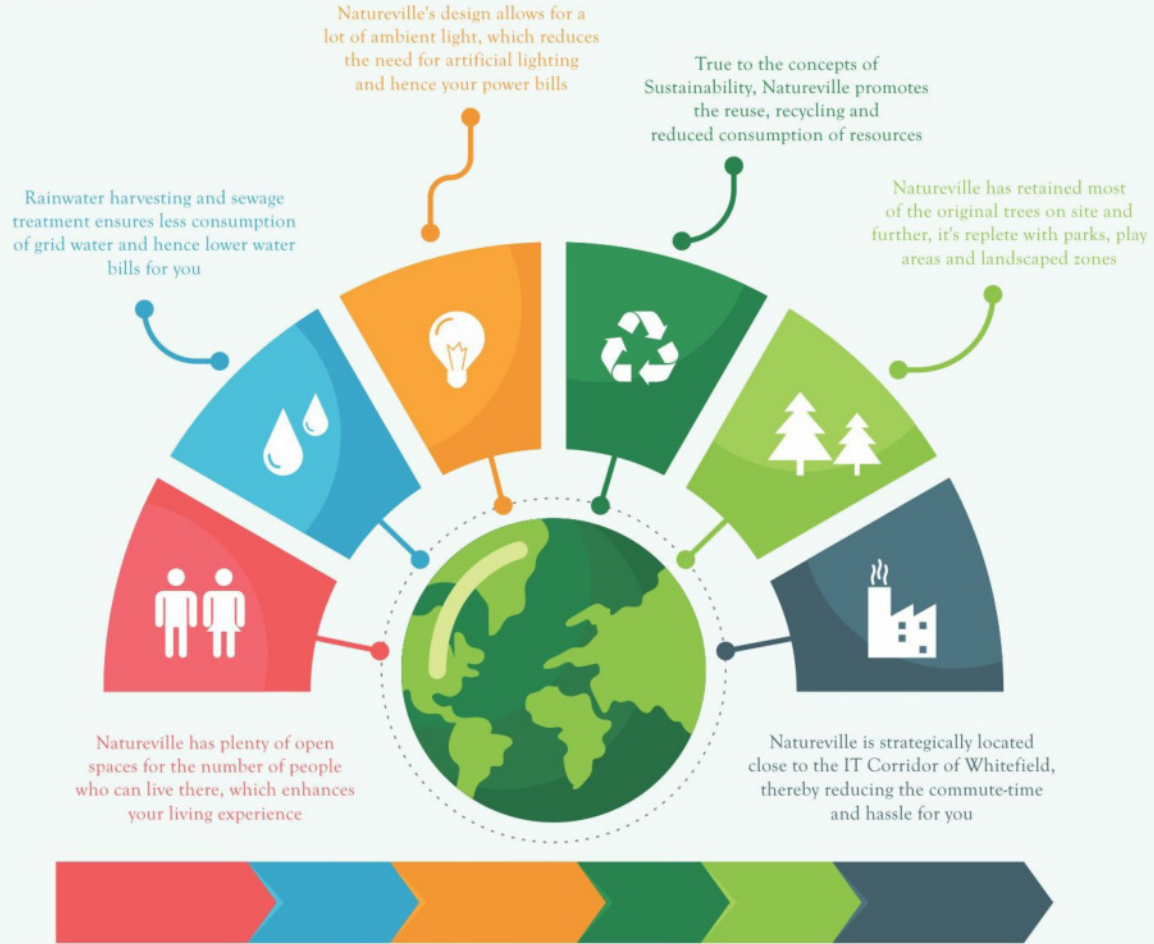 Natureville's design allows for a
lot of ambient light, which reduces
the need for artificial lighting
and hence your power bills
True to the concepts of
Sustainability, Natureville promotes
the reuse, recycling and
reduced consumption of resources
Rainwater harvesting and sewage
treatment ensures less consumption
of grid water and hence lower water
bills for you
Natureville has retained most
of the original trees on site and
further, it's replete with parks, play
areas and landscaped zones
Natureville has plenty of open
spaces for the number of people
who can live there, which enhances
your living experience
Natureville is strategically located
close to the IT Corridor of Whitefield,
thereby reducing the commute-time
and hassle for you